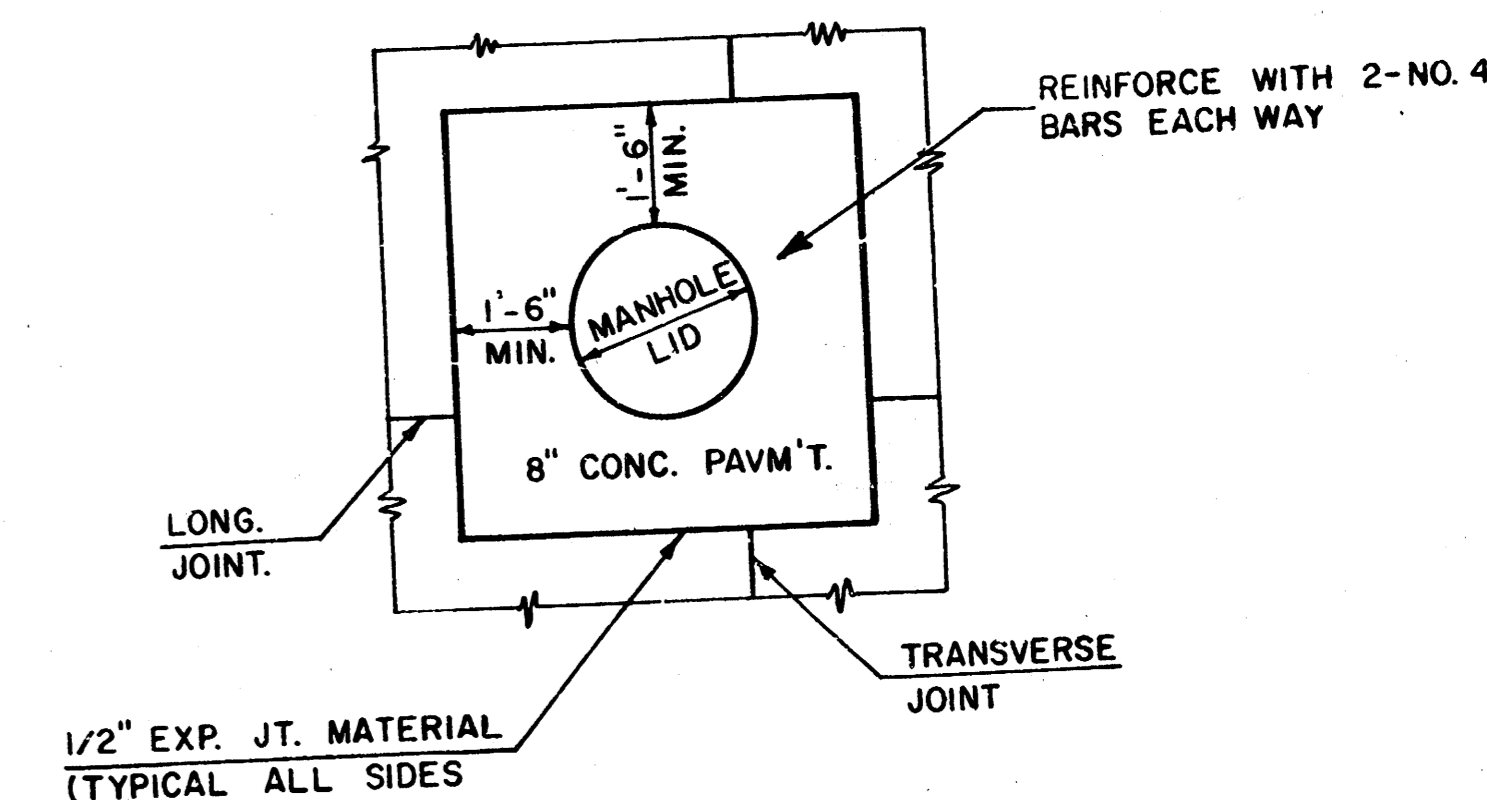 REINFORCE WITH 2-NO. 4
BARS EACH WAY
1'-6"
MIN.
1'-6"
MIN.
MANHOLE
LID
8" CONC. PAVM'T.
LONG.
JOINT.
TRANSVERSE
JOINT
1/2" EXP. JT. MATERIAL
(TYPICAL ALL SIDES